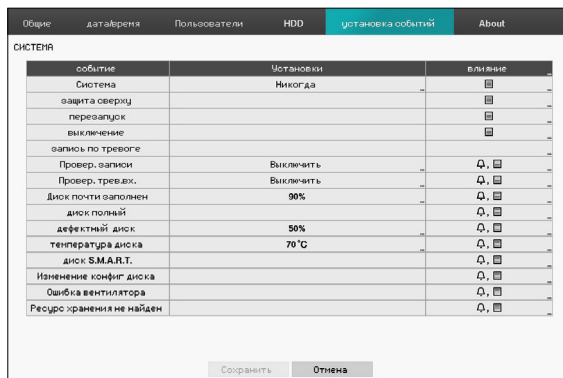 Общие дата/время Пользователи HDD установка событий About
СИСТЕМА
событие Установки влияние
Система Никогда
защита сверху
перезапуск
выключение
запись по тревоге
Провер. записи Выключить
Провер. трев.вх. Выключить
Диск почти заполнен 90%
диск полный
дефектный диск 50%
температура диска 70°C
диск S.M.A.R.T.
Изменение конфиг диска
Ошибка вентилятора
Ресурс хранения не найден
Сохранить Отмена